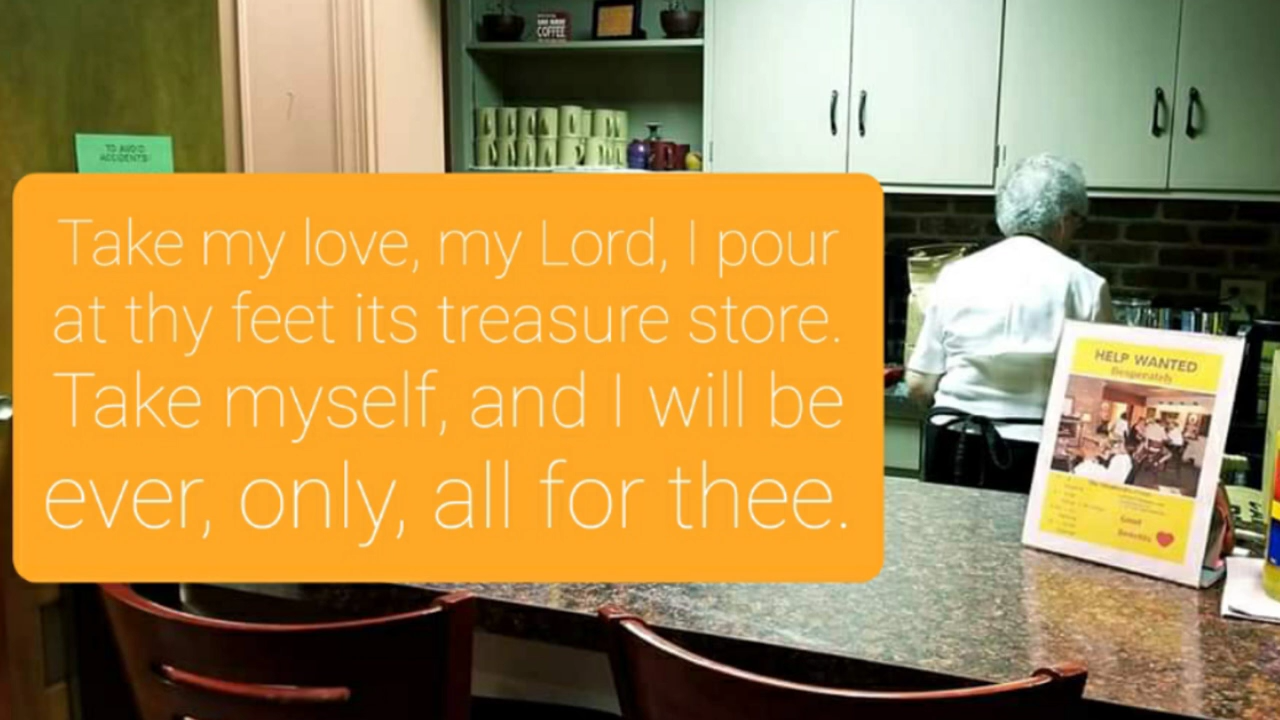 COFFEE
TO AVOID
ACCIDENTS!
Take my love, my Lord, I pour
at thy feet its treasure store.
Take myself, and I will be
ever, only, all for thee.
HELP WANTED
Desperately
Good
Benefits